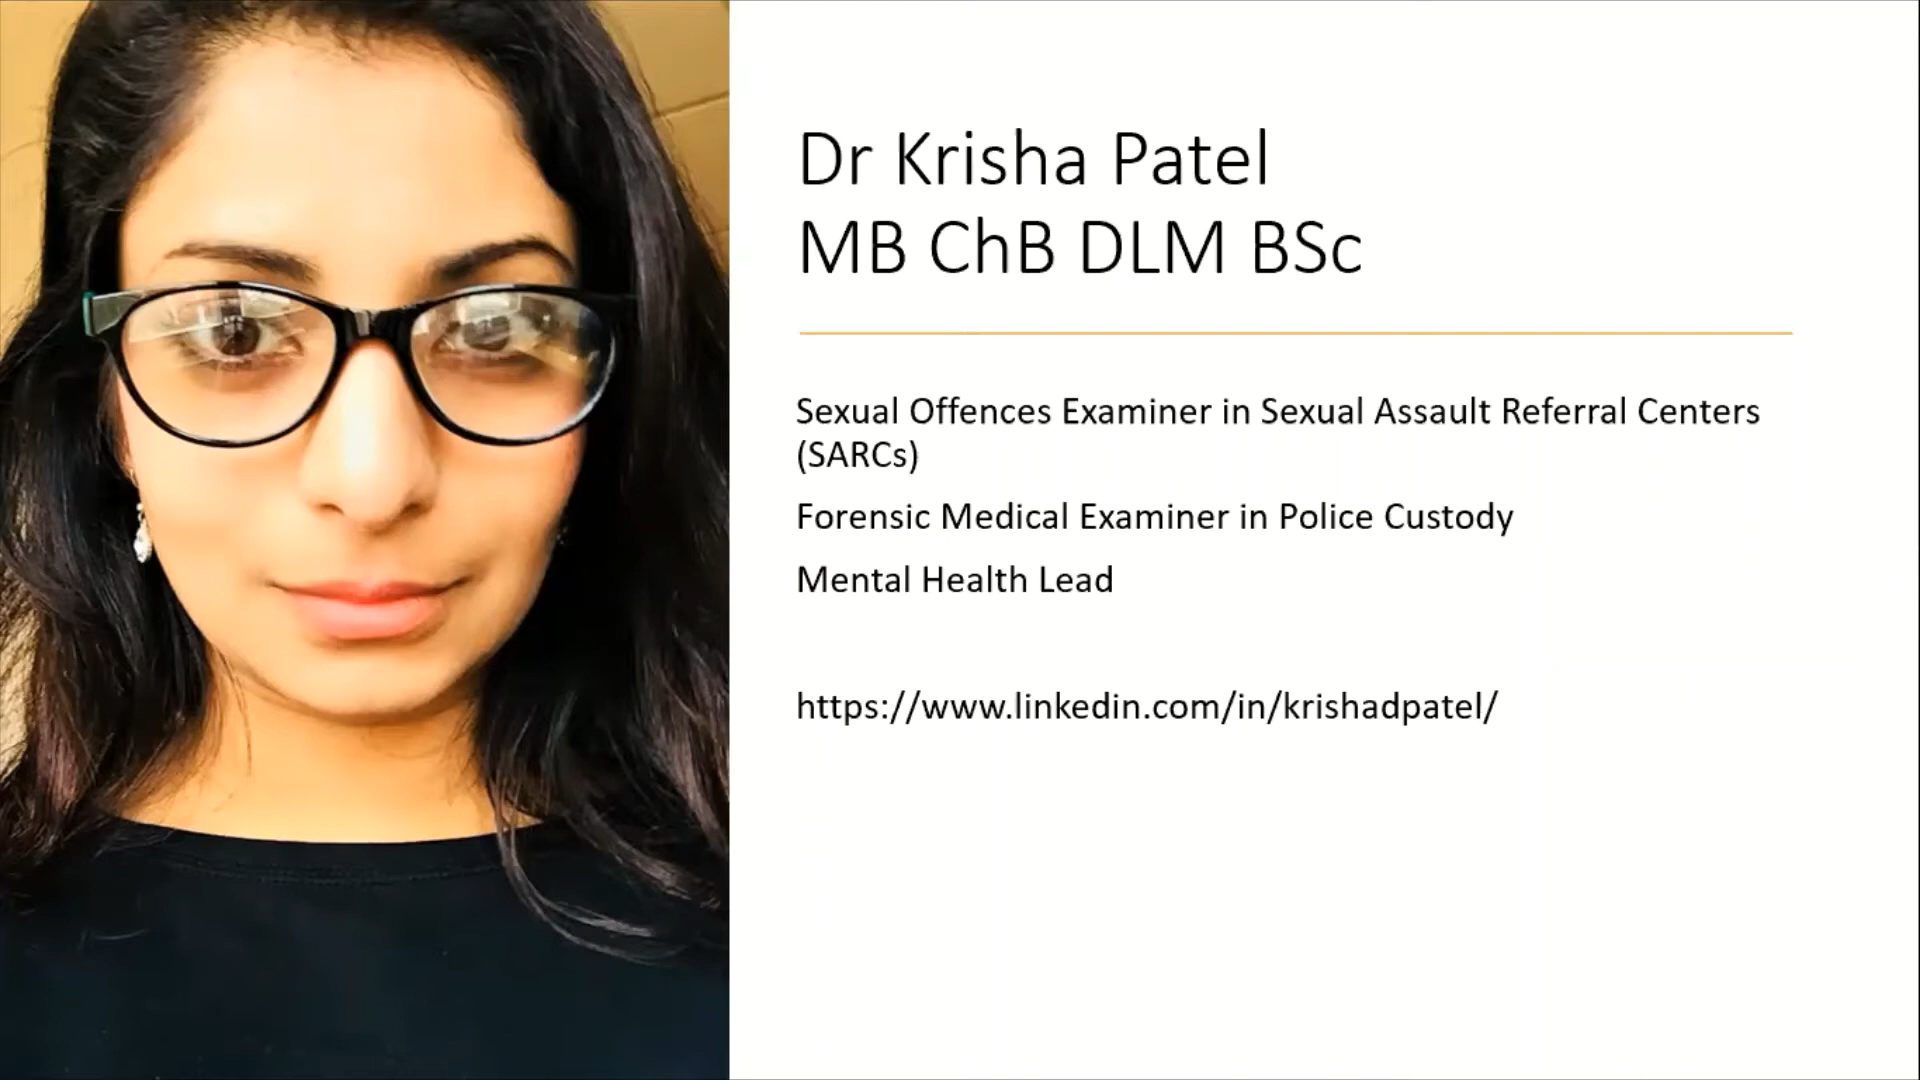 Dr Krisha Patel
MB ChB DLM BSc
Sexual Offences Examiner in Sexual Assault Referral Centers
(SARCs)
Forensic Medical Examiner in Police Custody
Mental Health Lead
https://www.linkedin.com/in/krishadpatel/